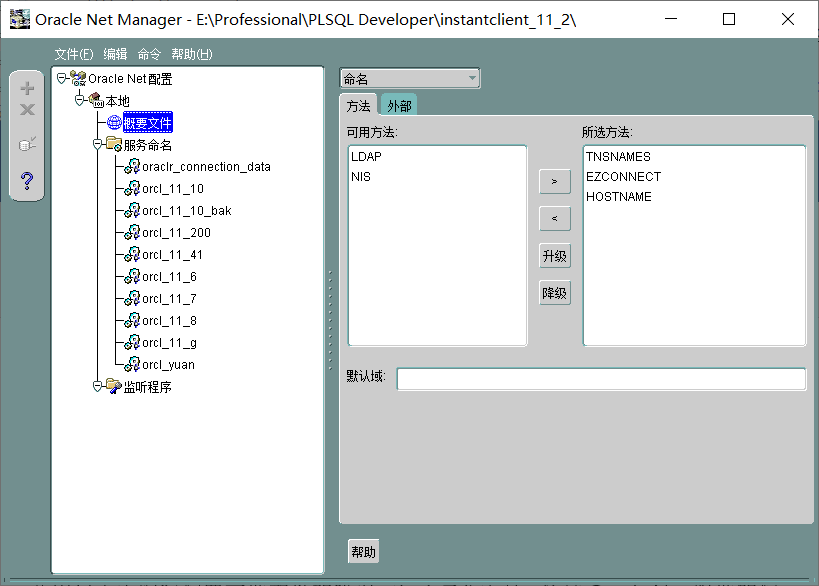 Oracle Net Manager - E:\Professional\PLSQL Developer\instantclient_11_2\
文件(F) 编辑 命令 帮助(H)
Oracle Net 配置
本地
概要文件
服务命名
oraclr_connection_data
orcl_11_10
orcl_11_10_bak
orcl_11_200
orcl_11_41
orcl_11_6
orcl_11_7
orcl_11_8
orcl_11_g
orcl_yuan
监听程序
命名
方法 外部
可用方法:
LDAP
NIS
>
<
升级
降级
所选方法:
TNSNAMES
EZCONNECT
HOSTNAME
默认域:
帮助